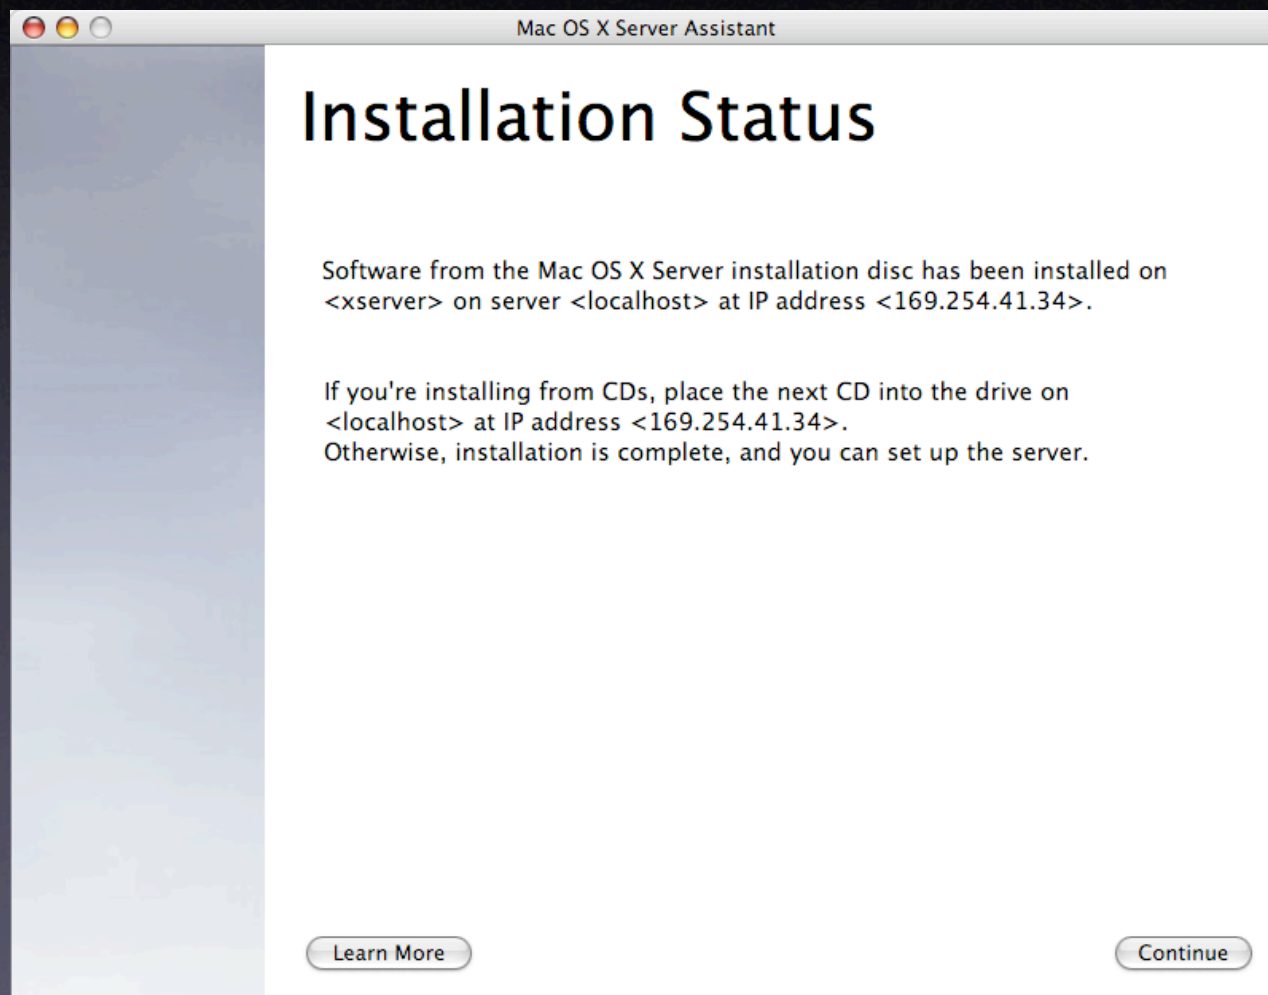 Mac OS X Server Assistant
Installation Status
Software from the Mac OS X Server installation disc has been installed on
<xserver> on server <localhost> at IP address <169.254.41.34>.
If you're installing from CDs, place the next CD into the drive on
<localhost> at IP address <169.254.41.34>.
Otherwise, installation is complete, and you can set up the server.
Learn More
Continue